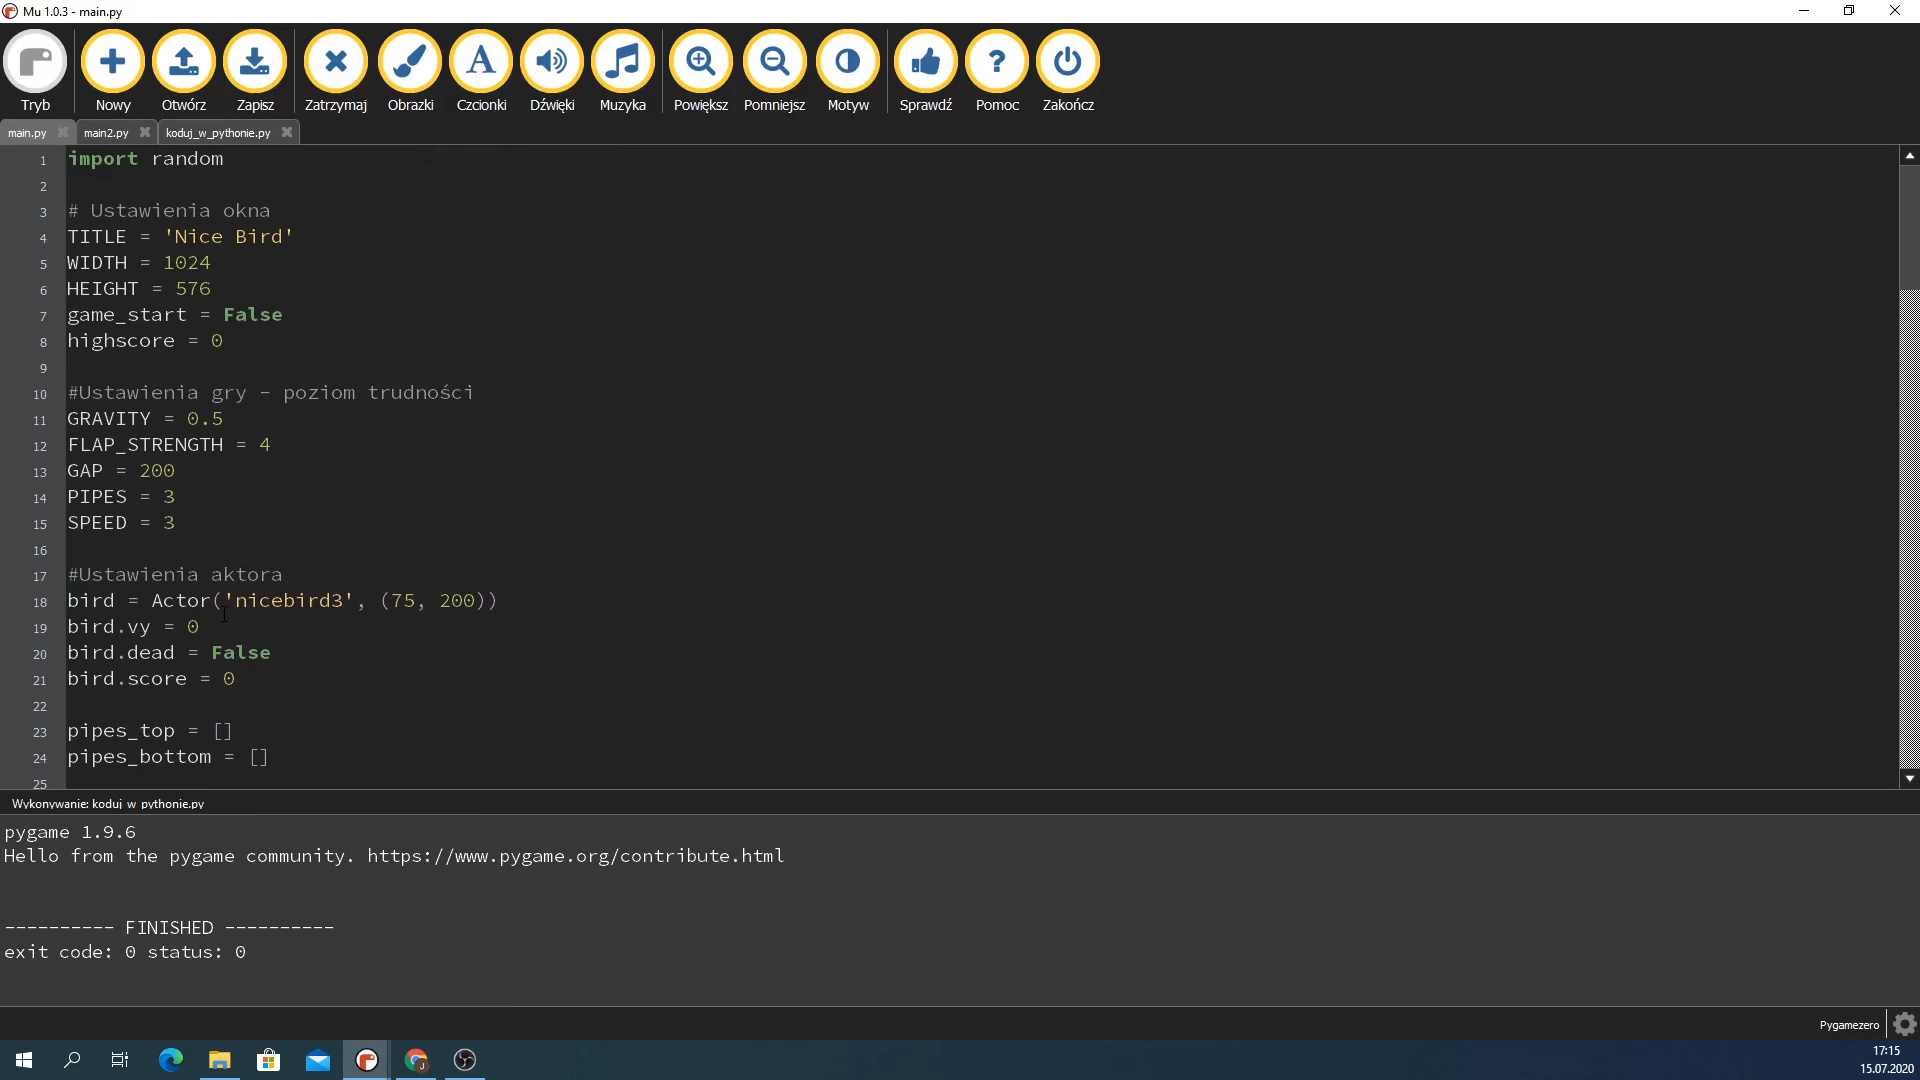 Mu 1.0.3 - main.py
Tryb Nowy Otwórz Zapisz Zatrzymaj Obrazki Czcionki Dźwięki Muzyka Powiększ Pomniejsz Motyw Sprawdź Pomoc Zakończ
main.py main2.py koduj_w_pythonie.py
1 import random
2
3 # Ustawienia okna
4 TITLE = 'Nice Bird'
5 WIDTH = 1024
6 HEIGHT = 576
7 game_start = False
8 highscore = 0
9
10 #Ustawienia gry - poziom trudności
11 GRAVITY = 0.5
12 FLAP_STRENGTH = 4
13 GAP = 200
14 PIPES = 3
15 SPEED = 3
16
17 #Ustawienia aktora
18 bird = Actor('nicebird3', (75, 200))
19 bird.vy = 0
20 bird.dead = False
21 bird.score = 0
22
23 pipes_top = []
24 pipes_bottom = []
25
Wykonywanie: koduj_w_pythonie.py
pygame 1.9.6
Hello from the pygame community. https://www.pygame.org/contribute.html
---------- FINISHED ----------
exit code: 0 status: 0
Pygamezero
17:15
15.07.2020